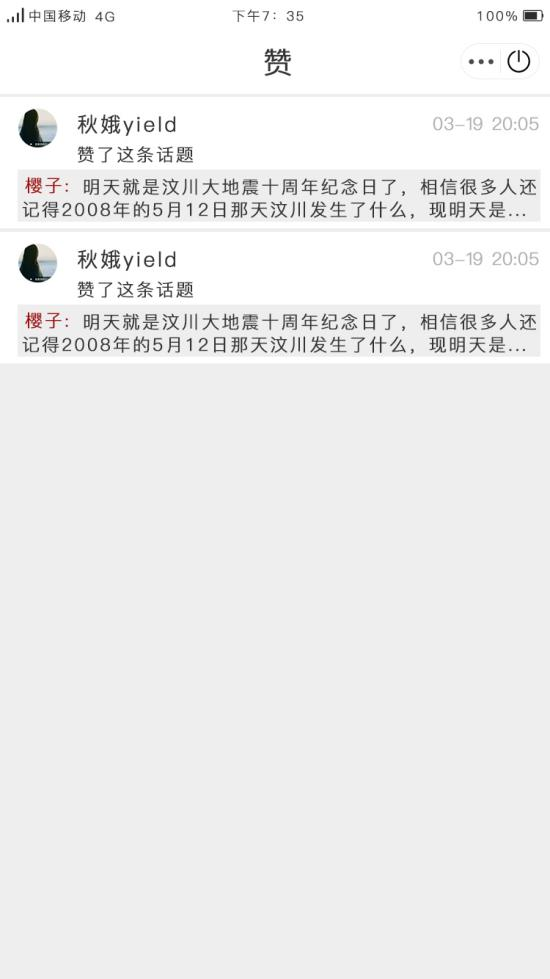 中国移动 4G 下午7：35 100%
赞
秋娥yield 03-19 20:05
赞了这条话题
樱子：明天就是汶川大地震十周年纪念日了，相信很多人还
记得2008年的5月12日那天汶川发生了什么，现明天是...
秋娥yield 03-19 20:05
赞了这条话题
樱子：明天就是汶川大地震十周年纪念日了，相信很多人还
记得2008年的5月12日那天汶川发生了什么，现明天是...